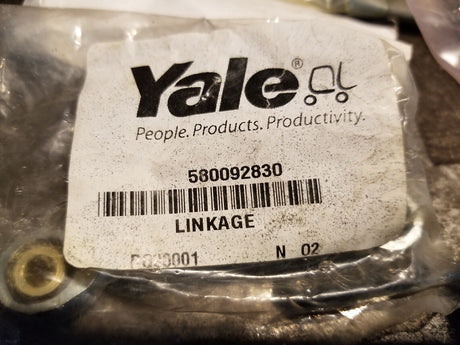 Yale®
People. Products. Productivity.
580092830
LINKAGE
N 02